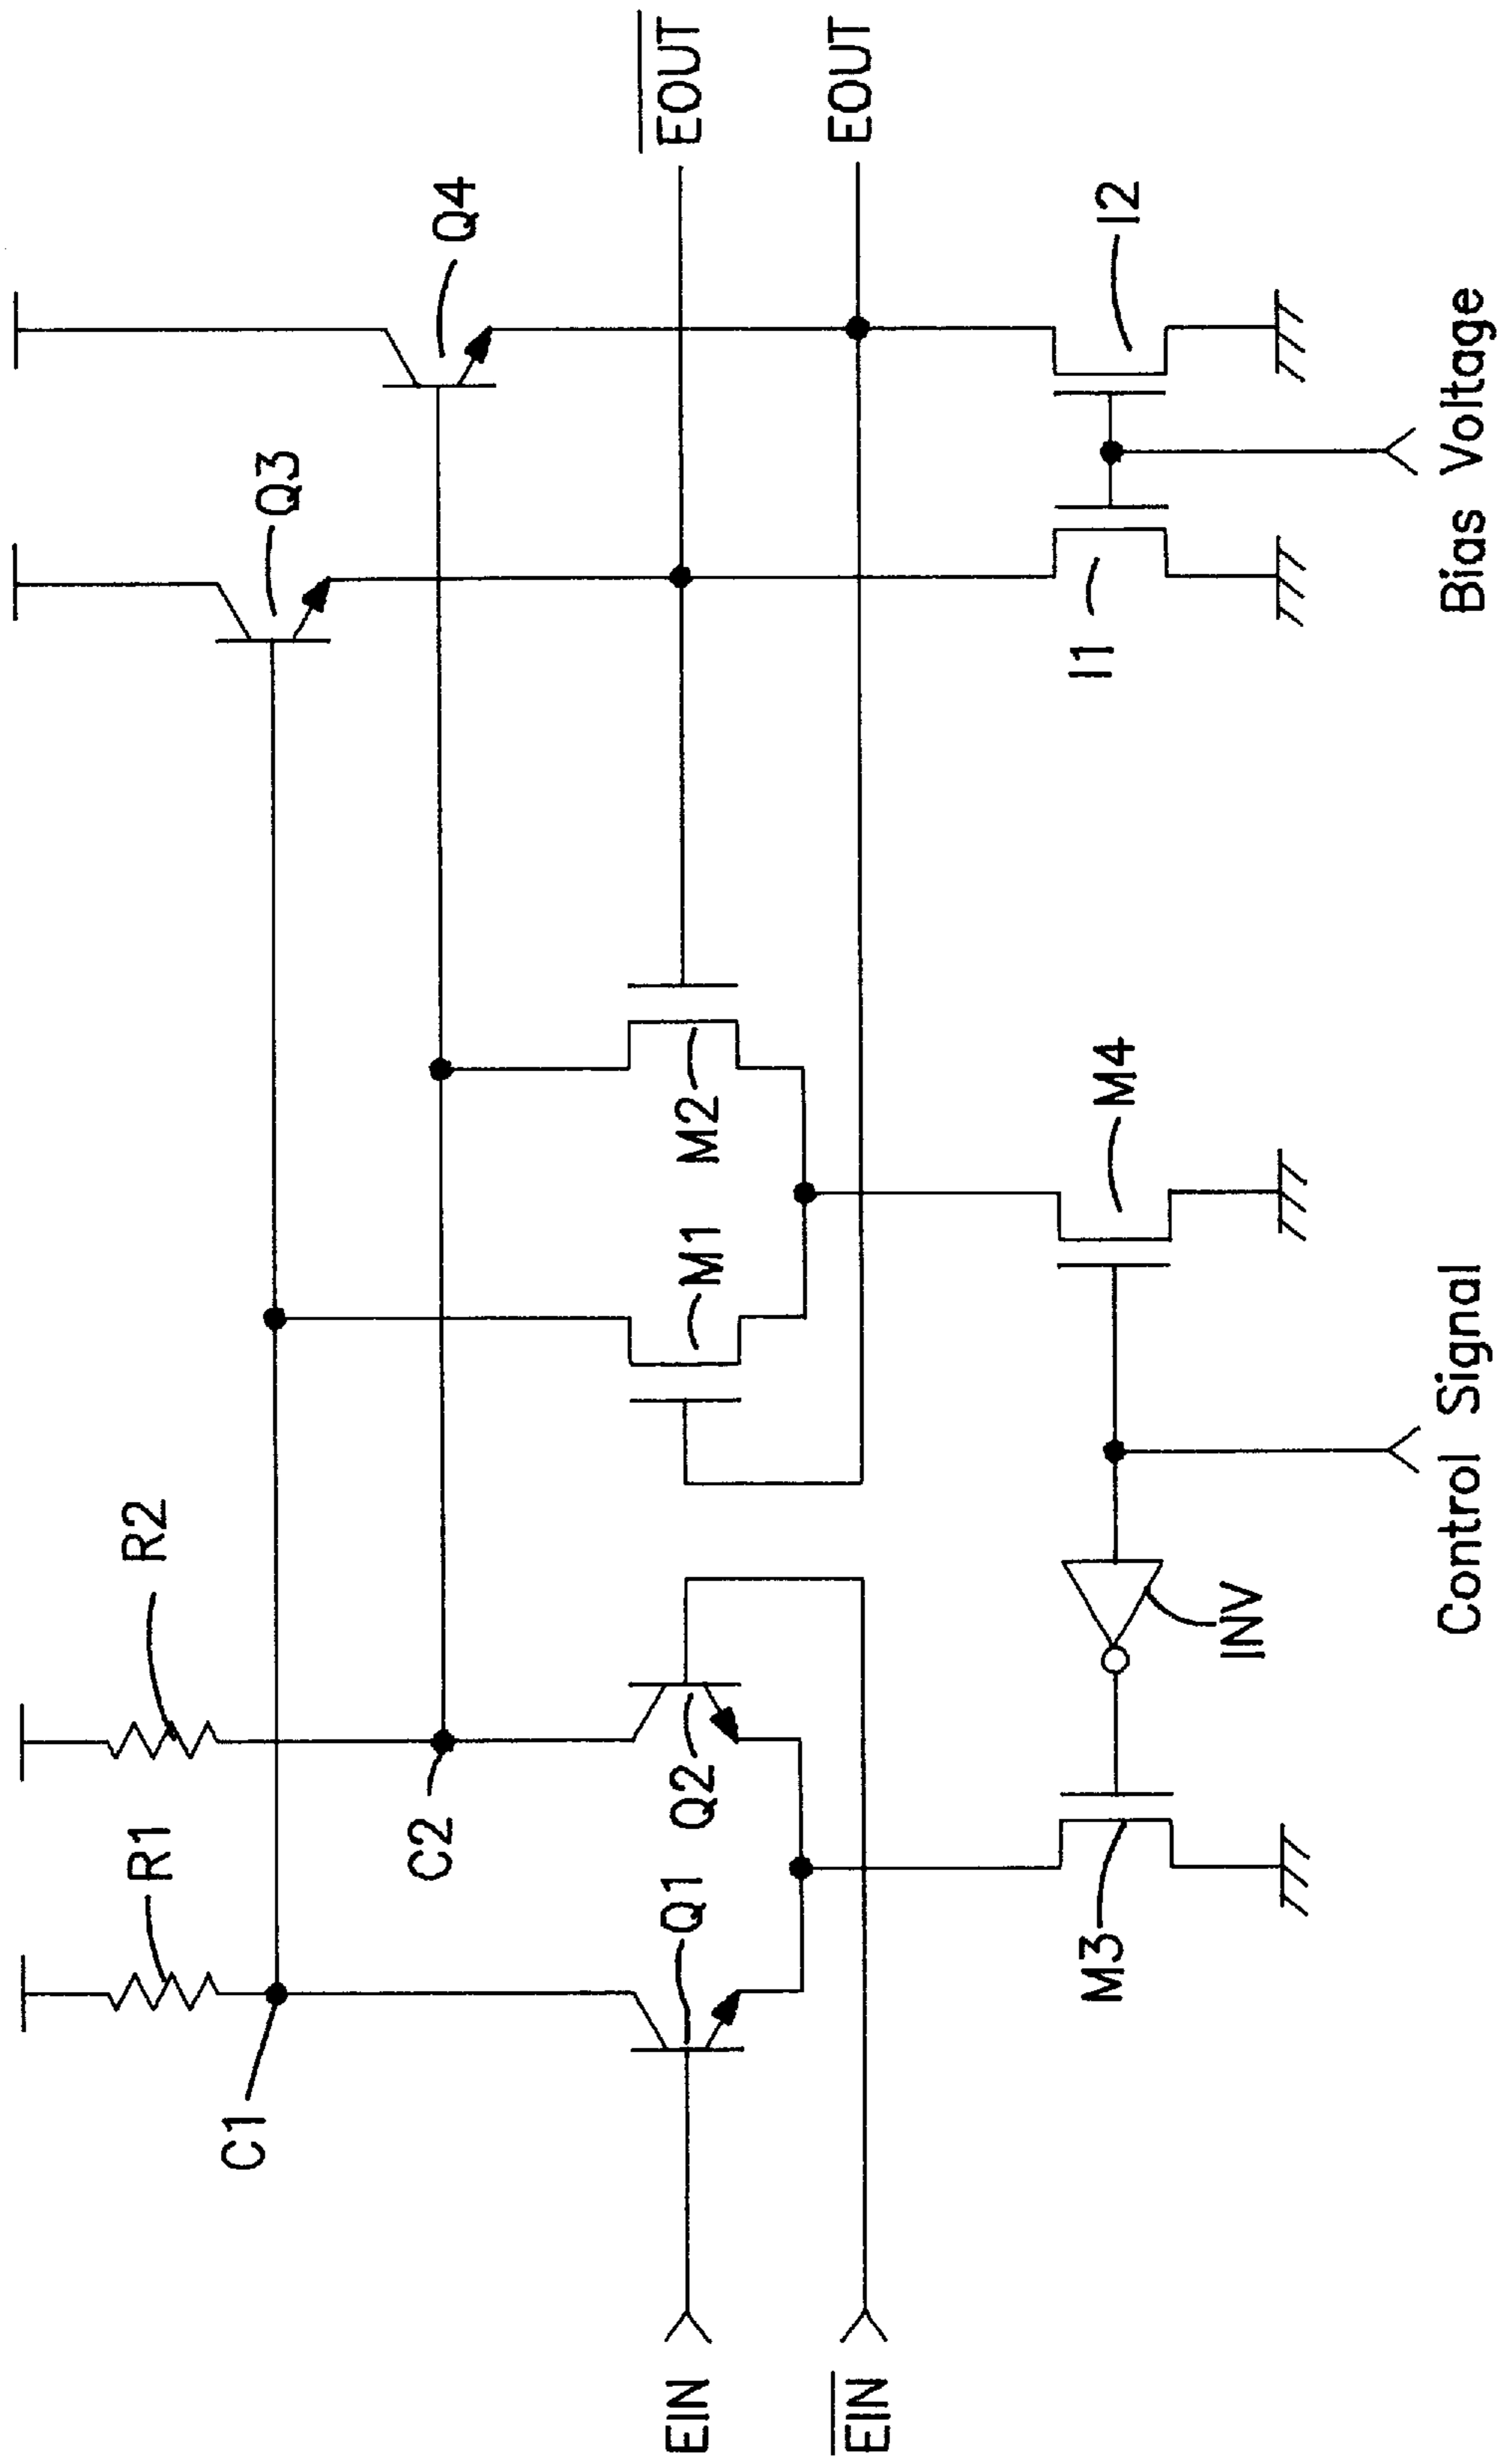 R1
R2
C1
C2
Q3
Q4
EIN
EIN
Q1
Q2
M1
M2
EOUT
EOUT
M3
INV
M4
I1
I2
Control Signal
Bias Voltage